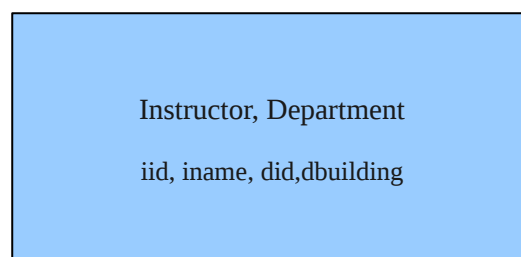 Instructor, Department
iid, iname, did,dbuilding